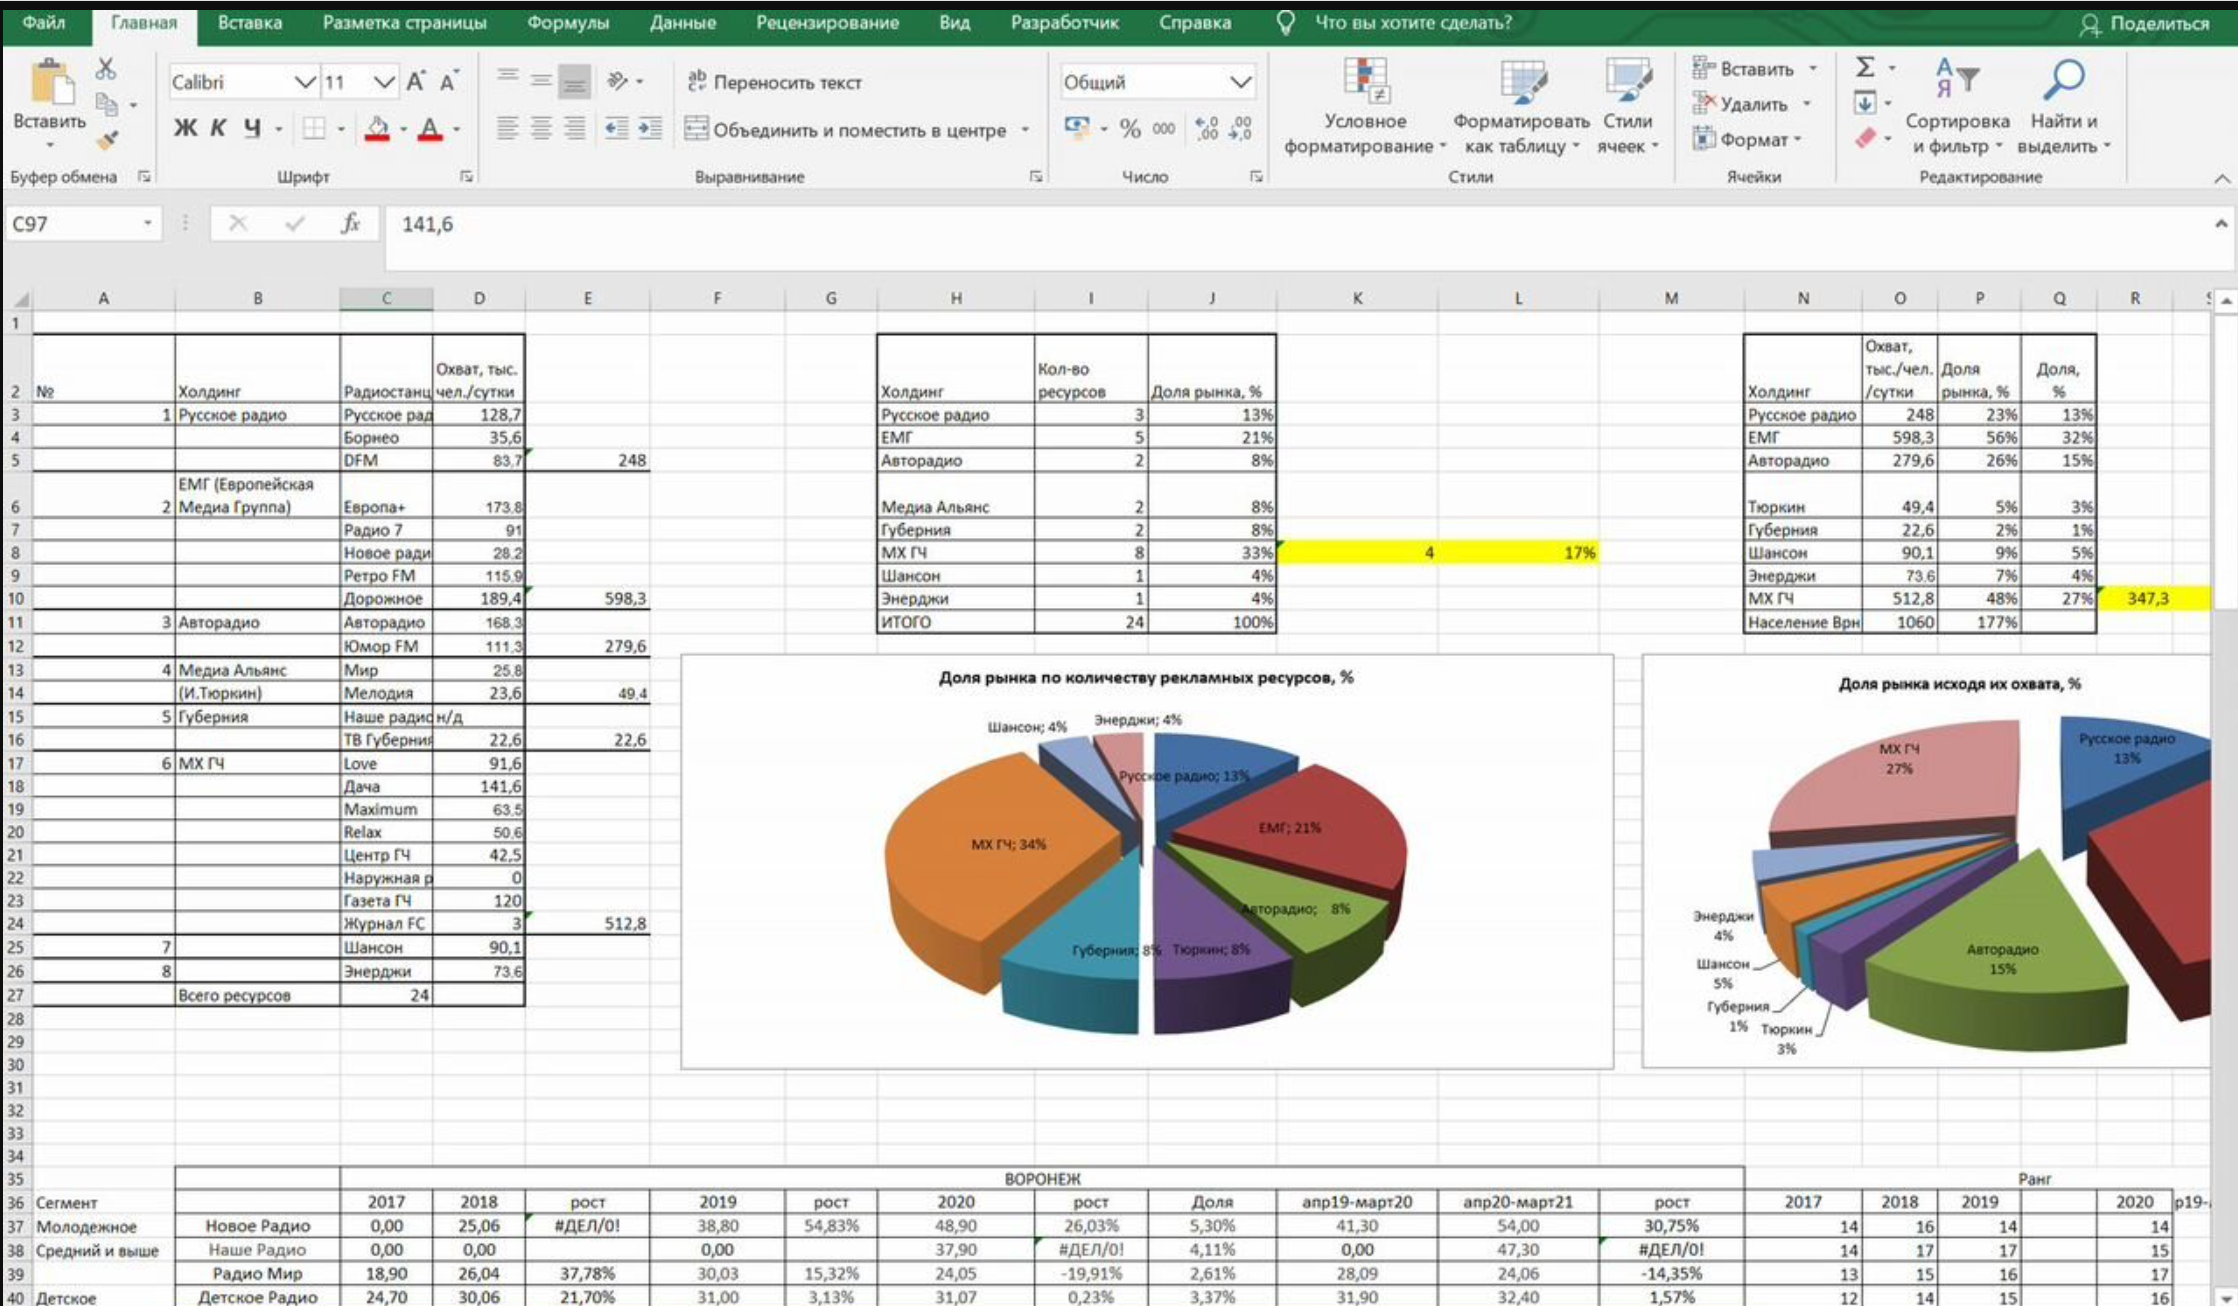 Файл Главная Вставка Разметка страницы Формулы Данные Рецензирование Вид Разработчик Справка Что вы хотите сделать? Поделиться
Вставить
Calibri 11
Ж К Ч
Переносить текст
Объединить и поместить в центре
Общий
% 000
Условное форматирование
Форматировать как таблицу
Стили ячеек
Вставить
Удалить
Формат
Сортировка и фильтр
Найти и выделить
Буфер обмена Шрифт Выравнивание Число Стили Ячейки Редактирование
C97 fx 141,6
A B C D E F G H I J K L M N O P Q R
1
2 № Холдинг Радиостанц Охват, тыс. чел./сутки Холдинг Кол-во ресурсов Доля рынка, % Холдинг Охват, тыс./чел. /сутки Доля рынка, % Доля, %
3 1 Русское радио Русское рад 128,7 Русское радио 3 13% Русское радио 248 23% 13%
4 Борнео 35,6 ЕМГ 5 21% ЕМГ 598,3 56% 32%
5 DFM 83,7 248 Авторадио 2 8% Авторадио 279,6 26% 15%
6 2 ЕМГ (Европейская Медиа Группа) Европа+ 173.8 Медиа Альянс 2 8% Тюркин 49,4 5% 3%
7 Радио 7 91 Губерния 2 8% Губерния 22,6 2% 1%
8 Новое ради 28.2 МХ ГЧ 8 33% 4 17% Шансон 90,1 9% 5%
9 Ретро FM 115,9 Шансон 1 4% Энерджи 73.6 7% 4%
10 Дорожное 189,4 598,3 Энерджи 1 4% МХ ГЧ 512,8 48% 27% 347,3
11 3 Авторадио Авторадио 168,3 ИТОГО 24 100% Население Врн 1060 177%
12 Юмор FM 111,3 279,6
13 4 Медиа Альянс Мир 25,8
14 (И.Тюркин) Мелодия 23,6 49,4
15 5 Губерния Наше радио н/д
16 ТВ Губерния 22,6 22,6
17 6 МХ ГЧ Love 91,6
18 Дача 141,6
19 Maximum 63,5
20 Relax 50,6
21 Центр ГЧ 42,5
22 Наружная р 0
23 Газета ГЧ 120
24 Журнал FC 3 512,8
25 7 Шансон 90,1
26 8 Энерджи 73.6
27 Всего ресурсов 24
28
29
30
31
32
33
34
Доля рынка по количеству рекламных ресурсов, %
Шансон; 4%
Энерджи; 4%
Русское радио; 13%
ЕМГ; 21%
МХ ГЧ; 34%
Авторадио; 8%
Губерния; 8%
Тюркин; 8%
Доля рынка исходя их охвата, %
МХ ГЧ
27%
Русское радио
13%
Энерджи
4%
Шансон
5%
Губерния
1%
Тюркин
3%
Авторадио
15%
35 ВОРОНЕЖ Ранг
36 Сегмент 2017 2018 рост 2019 рост 2020 рост Доля апр19-март20 апр20-март21 рост 2017 2018 2019 2020
37 Молодежное Новое Радио 0,00 25,06 #ДЕЛ/0! 38,80 54,83% 48,90 26,03% 5,30% 41,30 54,00 30,75% 14 16 14 14
38 Средний и выше Наше Радио 0,00 0,00 0,00 37,90 #ДЕЛ/0! 4,11% 0,00 47,30 #ДЕЛ/0! 14 17 17 15
39 Радио Мир 18,90 26,04 37,78% 30,03 15,32% 24,05 -19,91% 2,61% 28,09 24,06 -14,35% 13 15 16 17
40 Детское Детское Радио 24,70 30,06 21,70% 31,00 3,13% 31,07 0,23% 3,37% 31,90 32,40 1,57% 12 14 15 16